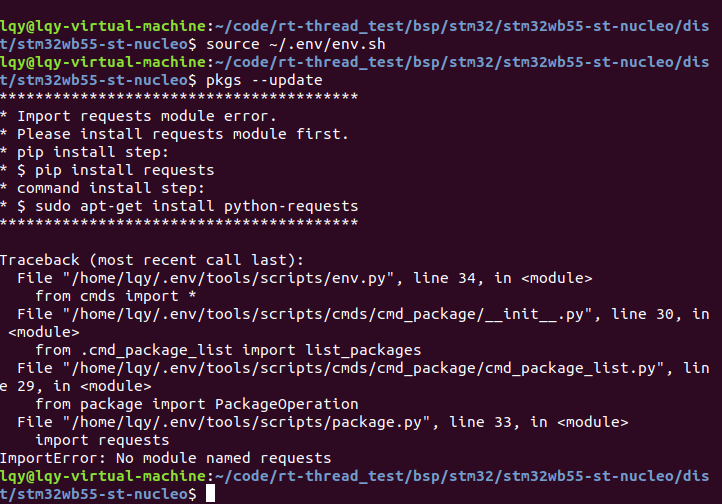 lqy@lqy-virtual-machine:~/code/rt-thread_test/bsp/stm32/stm32wb55-st-nucleo/dis
t/stm32wb55-st-nucleo$ source ~/.env/env.sh
lqy@lqy-virtual-machine:~/code/rt-thread_test/bsp/stm32/stm32wb55-st-nucleo/dis
t/stm32wb55-st-nucleo$ pkgs --update
****************************************
* Import requests module error.
* Please install requests module first.
* pip install step:
* $ pip install requests
* command install step:
* $ sudo apt-get install python-requests
****************************************
Traceback (most recent call last):
  File "/home/lqy/.env/tools/scripts/env.py", line 34, in <module>
    from cmds import *
  File "/home/lqy/.env/tools/scripts/cmds/cmd_package/__init__.py", line 30, in
 <module>
    from .cmd_package_list import list_packages
  File "/home/lqy/.env/tools/scripts/cmds/cmd_package/cmd_package_list.py", lin
e 29, in <module>
    from package import PackageOperation
  File "/home/lqy/.env/tools/scripts/package.py", line 33, in <module>
    import requests
ImportError: No module named requests
lqy@lqy-virtual-machine:~/code/rt-thread_test/bsp/stm32/stm32wb55-st-nucleo/dis
t/stm32wb55-st-nucleo$